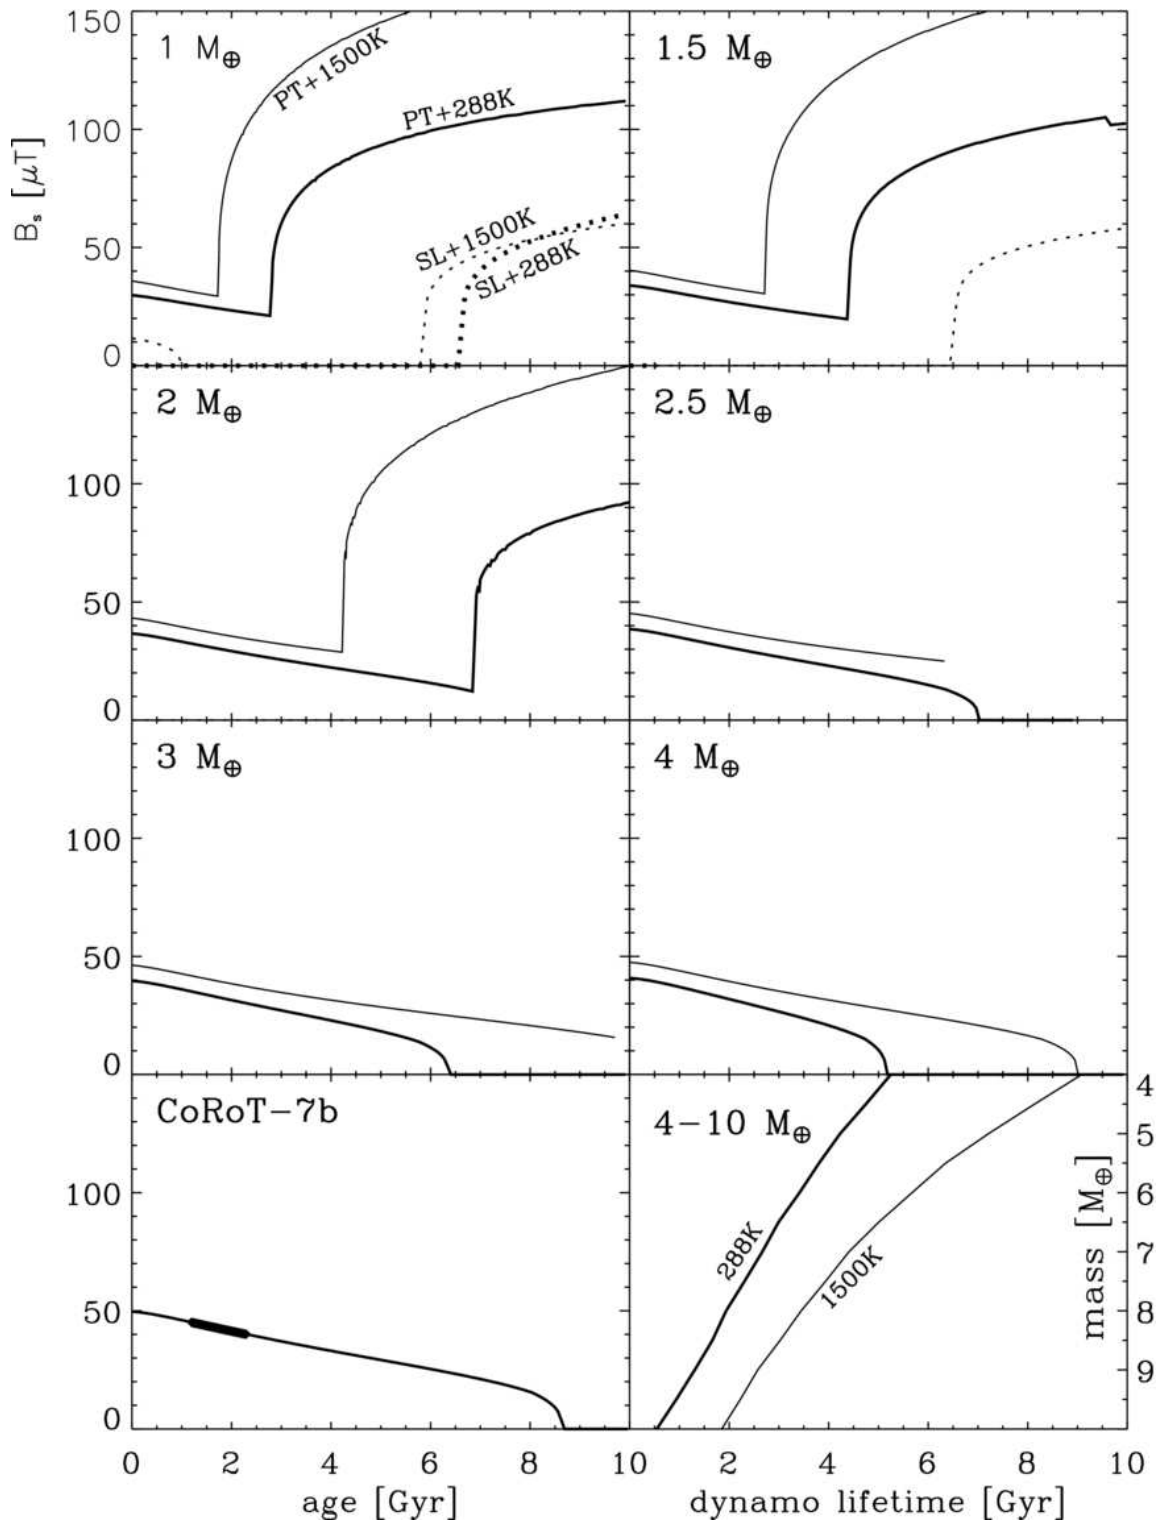 150
1 M⊕
PT+1500K
PT+288K
1.5 M⊕
100
B_s [μT]
50
SL+1500K
SL+288K
0
2 M⊕
2.5 M⊕
100
50
0
3 M⊕
4 M⊕
100
50
0
CoRoT-7b
4-10 M⊕
4
5
100
6
288K
1500K
7
mass [M⊕]
50
8
9
0
0 2 4 6 8 10 2 4 6 8 10
age [Gyr] dynamo lifetime [Gyr]